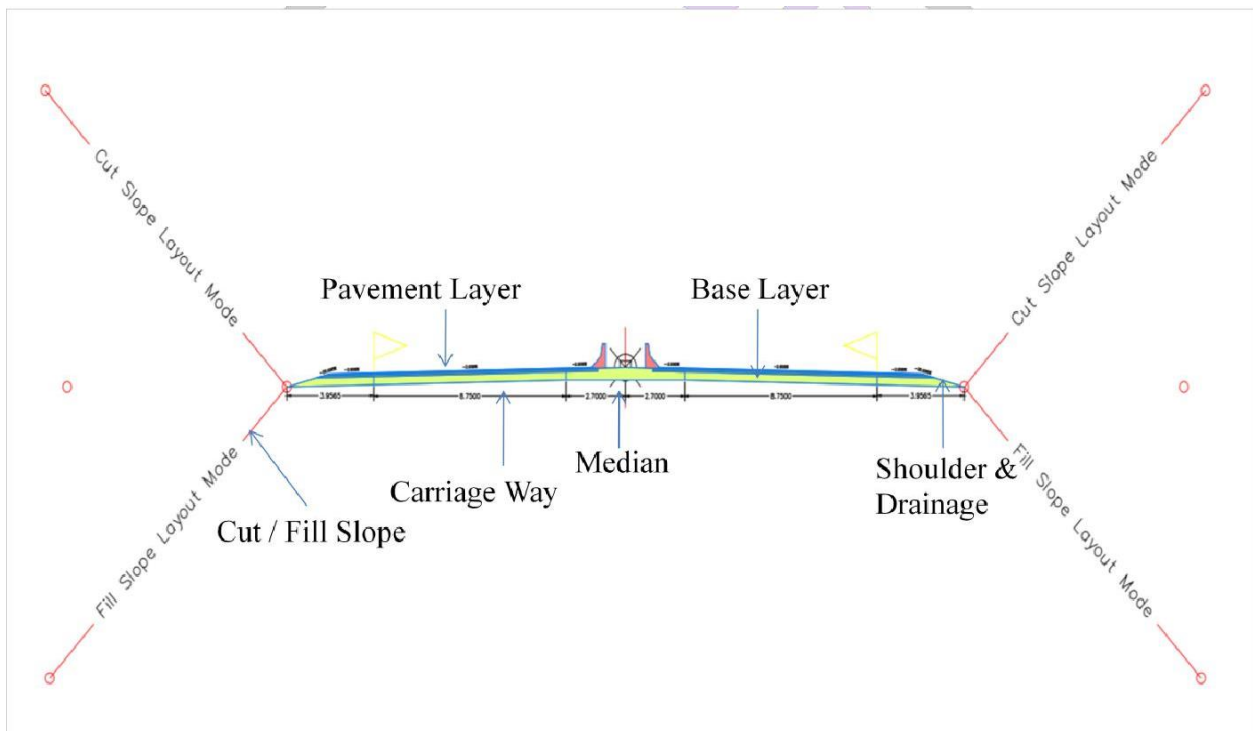 Cut Slope Layout Mode
Cut Slope Layout Mode
Pavement Layer
Base Layer
3.9565
8.7500
2.7000
2.7000
8.7500
3.9565
Median
Carriage Way
Shoulder &
Drainage
Cut / Fill Slope
Fill Slope Layout Mode
Fill Slope Layout Mode